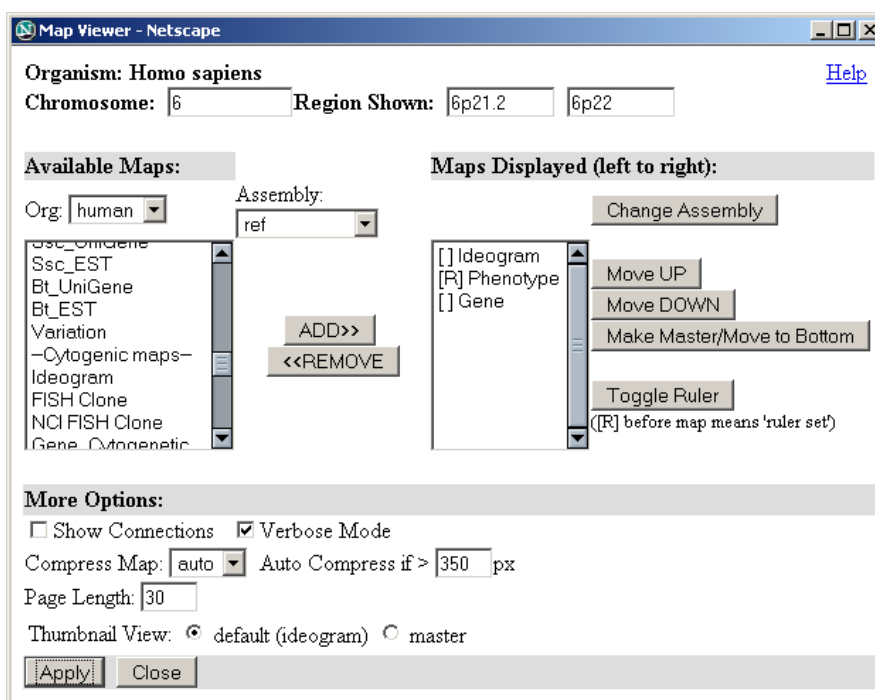 Map Viewer - Netscape
Organism: Homo sapiens
Help
Chromosome: 6 Region Shown: 6p21.2 6p22
Available Maps:
Maps Displayed (left to right):
Org: human
Assembly:
ref
Change Assembly
Ssc_UniGene
Ssc_EST
Bt_UniGene
Bt_EST
Variation
–Cytogenic maps–
Ideogram
FISH Clone
NCI FISH Clone
Gene_Cytogenetic
ADD>>
<<REMOVE
[ ] Ideogram
[R] Phenotype
[ ] Gene
Move UP
Move DOWN
Make Master/Move to Bottom
Toggle Ruler
([R] before map means 'ruler set')
More Options:
Show Connections Verbose Mode
Compress Map: auto Auto Compress if > 350 px
Page Length: 30
Thumbnail View: default (ideogram) master
Apply Close